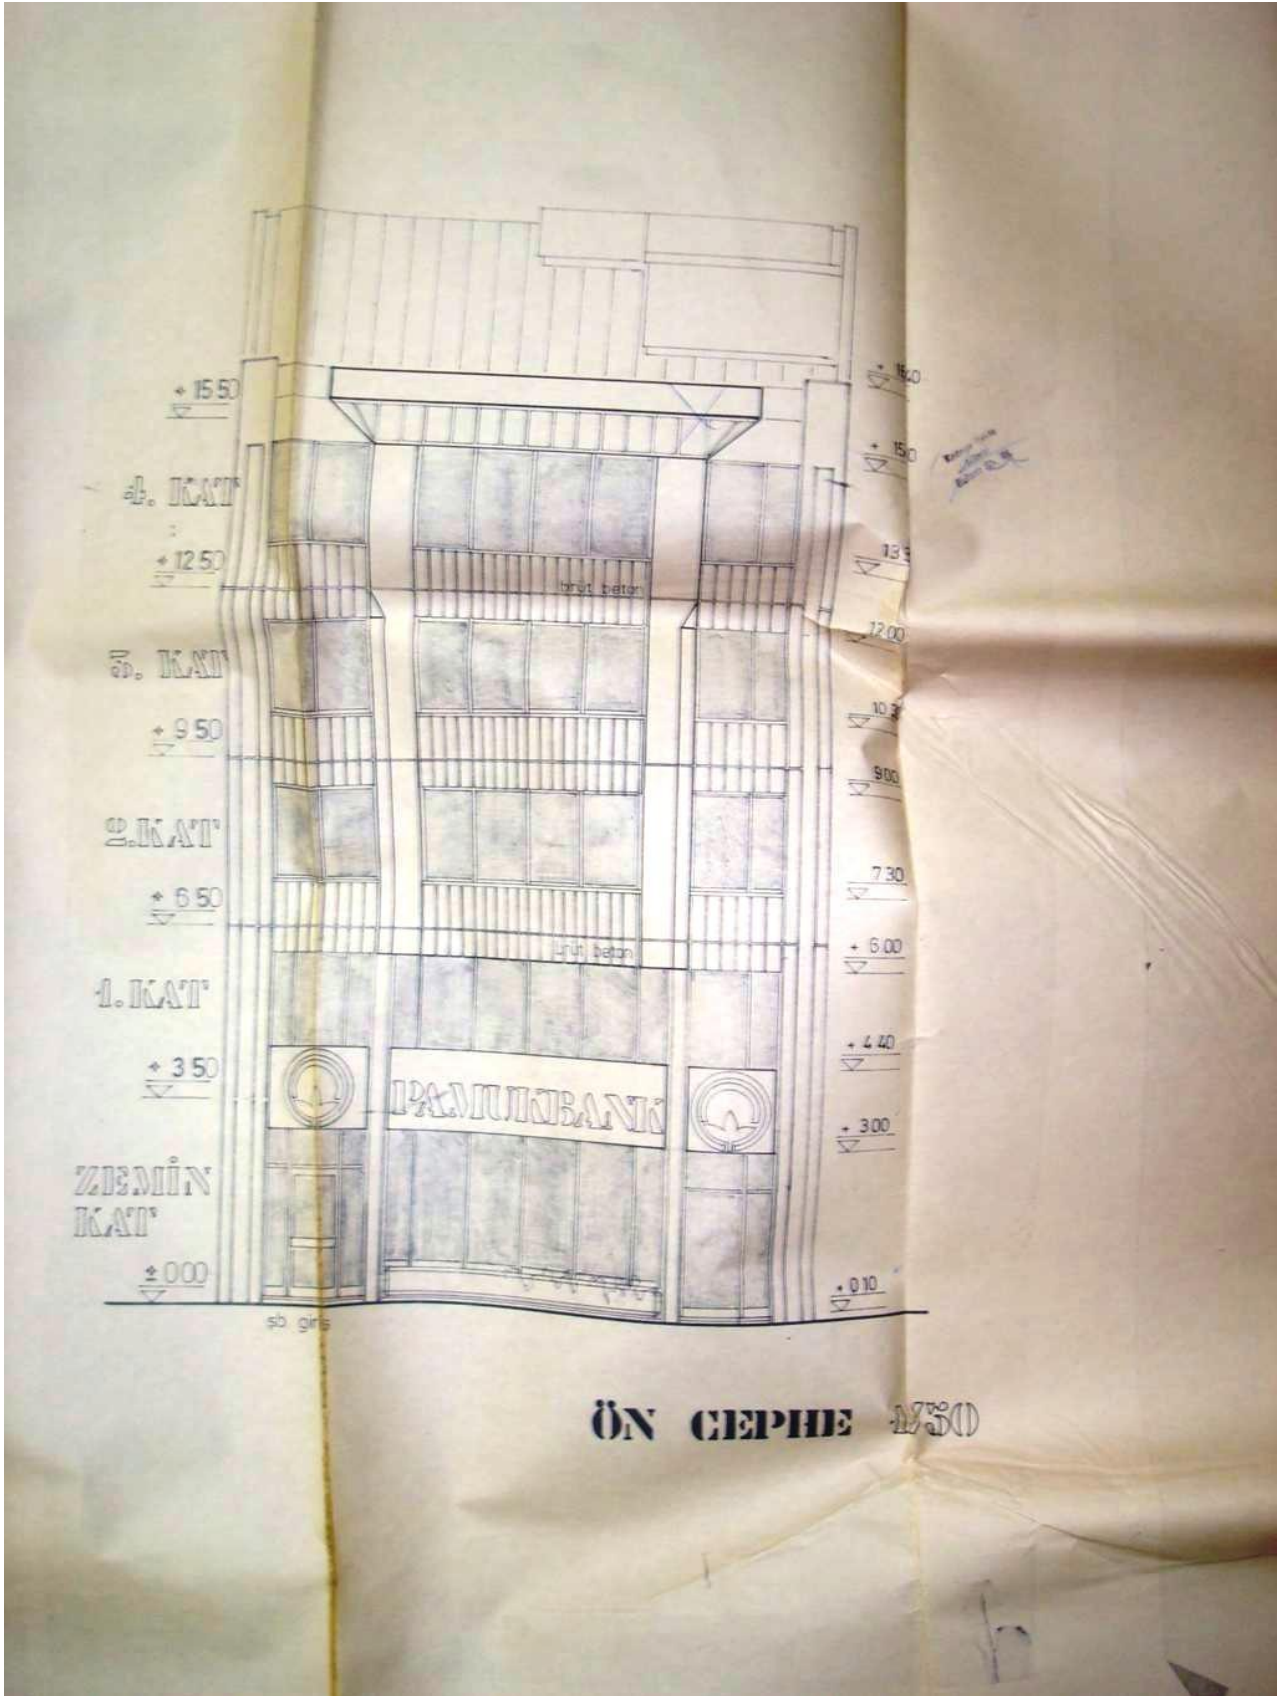 + 15 50
+ 15 0
4. KAT
+ 12 50
13 5
brüt beton
12.00
3. KAT
10 3
+ 9 50
9 00
2.KAT
7 30
+ 6 50
+ 6 00
brüt beton
1. KAT
+ 4 40
+ 3 50
PAMUKBANK
+ 3 00
ZEMİN
KAT
± 0 00
+ 0 10
şb giriş
ÖN CEPHE 1/50